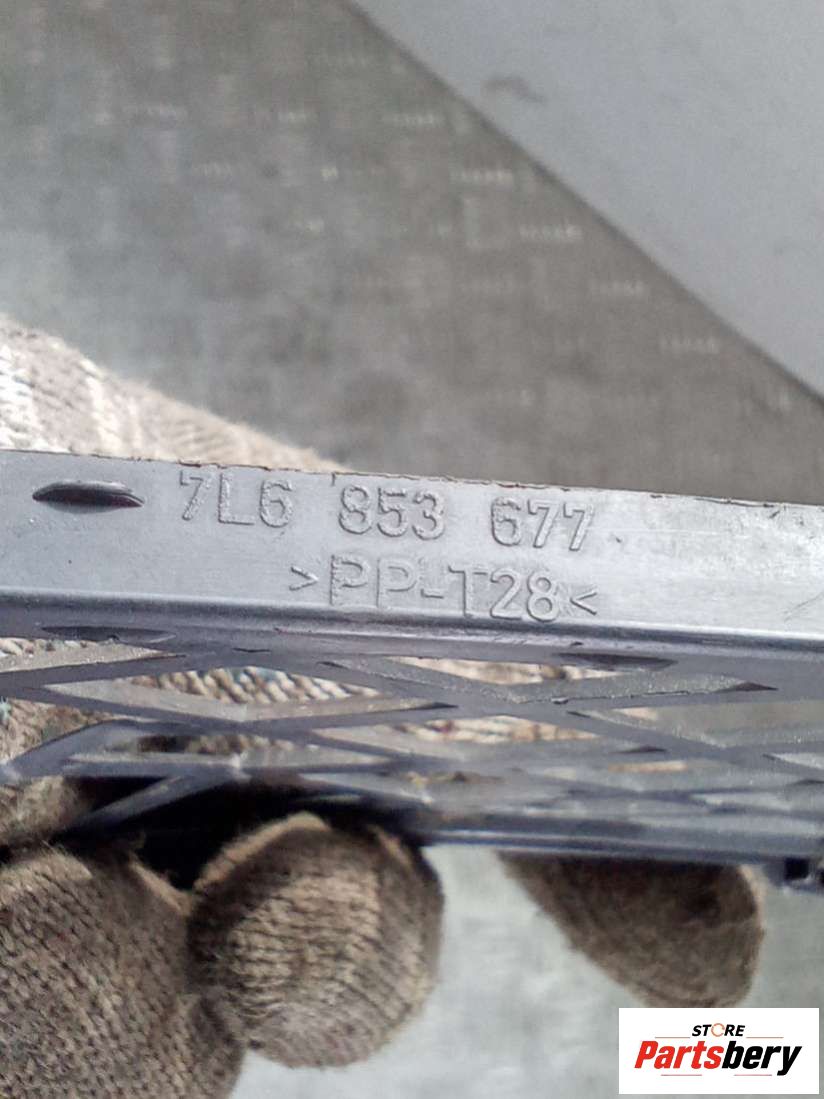 7L6 853 677
>PP-T28<
STORE
Partsbery